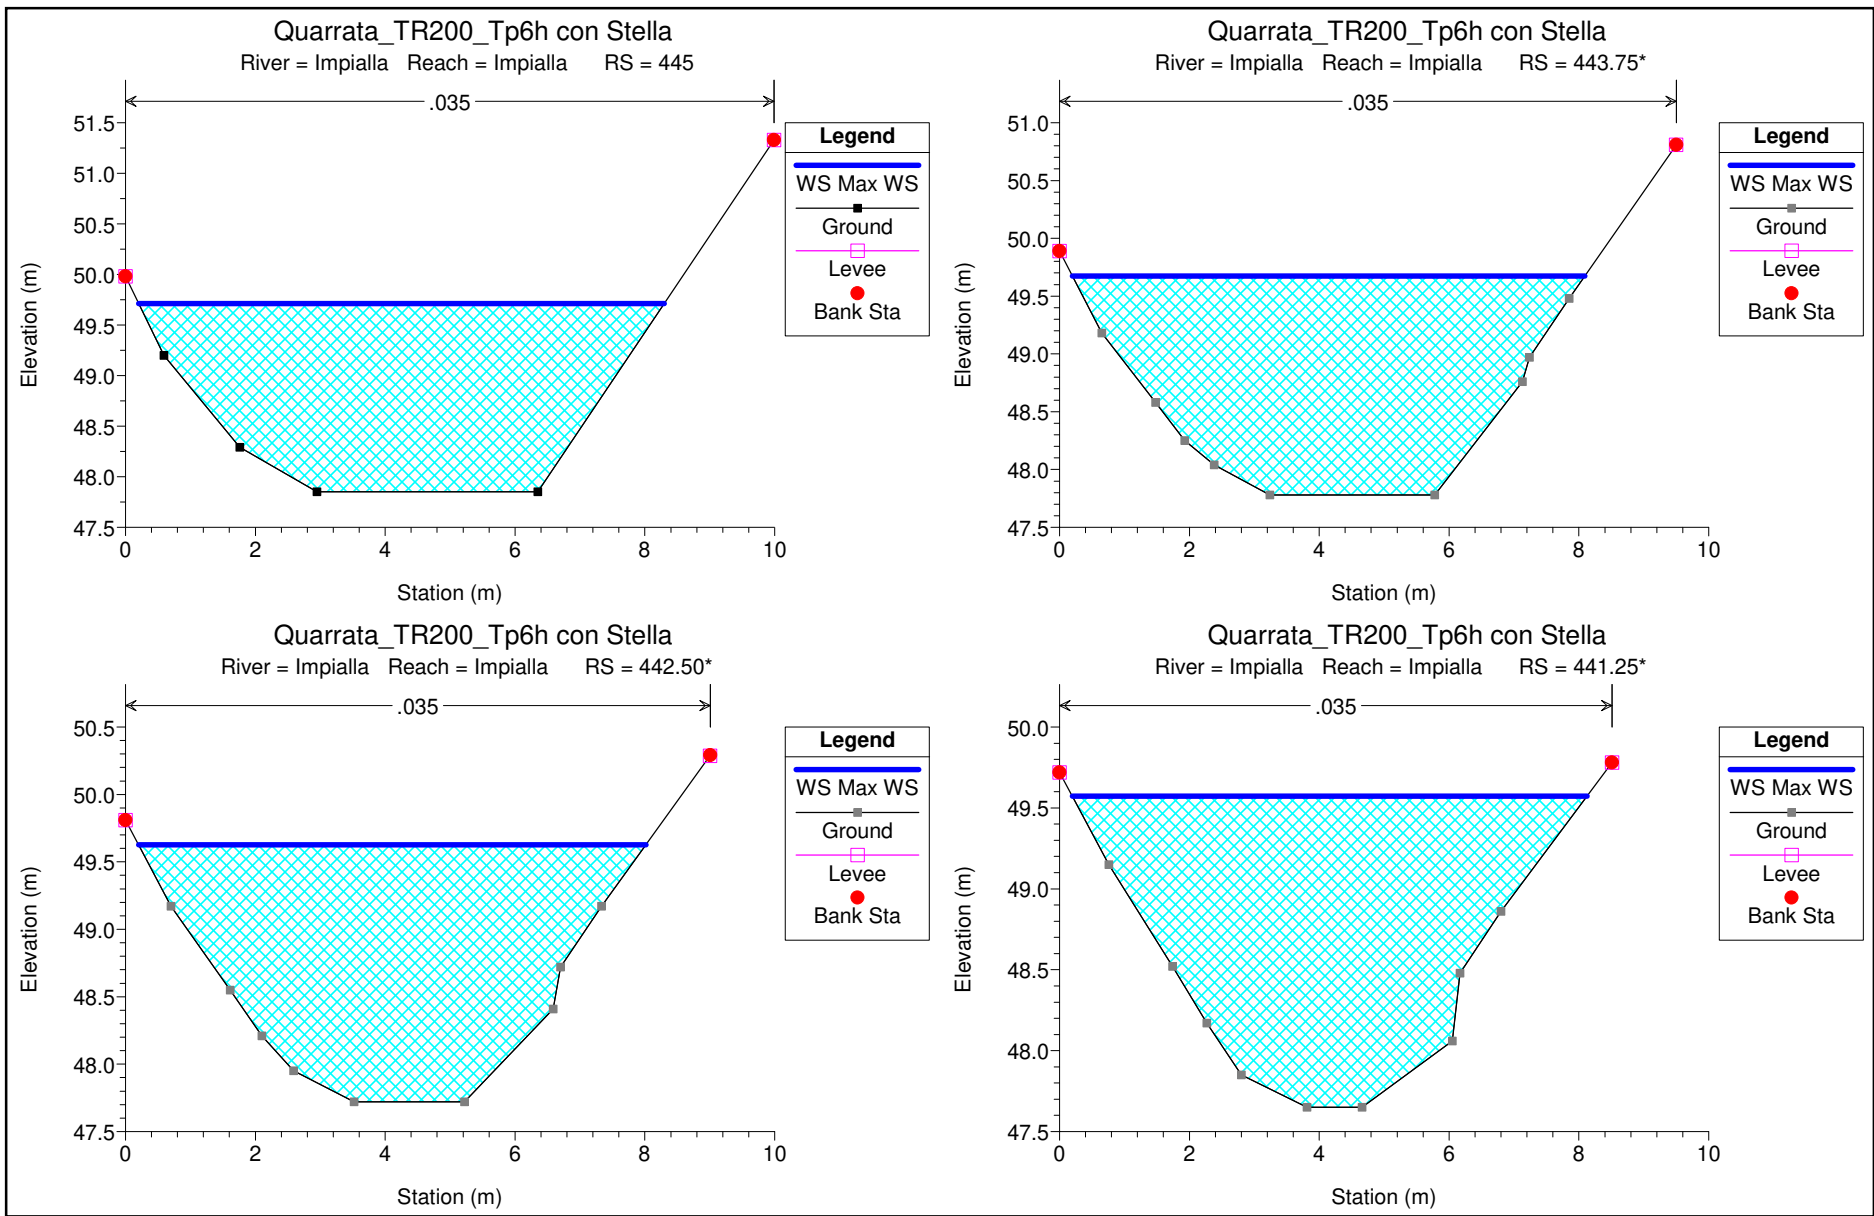 Quarrata_TR200_Tp6h con Stella
River = Impialla Reach = Impialla RS = 445
.035
51.5
51.0
50.5
50.0
49.5
49.0
48.5
48.0
47.5
0 2 4 6 8 10
Station (m)
Elevation (m)
Legend
WS Max WS
Ground
Levee
Bank Sta
Quarrata_TR200_Tp6h con Stella
River = Impialla Reach = Impialla RS = 443.75*
.035
51.0
50.5
50.0
49.5
49.0
48.5
48.0
47.5
0 2 4 6 8 10
Station (m)
Elevation (m)
Legend
WS Max WS
Ground
Levee
Bank Sta
Quarrata_TR200_Tp6h con Stella
River = Impialla Reach = Impialla RS = 442.50*
.035
50.5
50.0
49.5
49.0
48.5
48.0
47.5
0 2 4 6 8 10
Station (m)
Elevation (m)
Legend
WS Max WS
Ground
Levee
Bank Sta
Quarrata_TR200_Tp6h con Stella
River = Impialla Reach = Impialla RS = 441.25*
.035
50.0
49.5
49.0
48.5
48.0
47.5
0 2 4 6 8 10
Station (m)
Elevation (m)
Legend
WS Max WS
Ground
Levee
Bank Sta